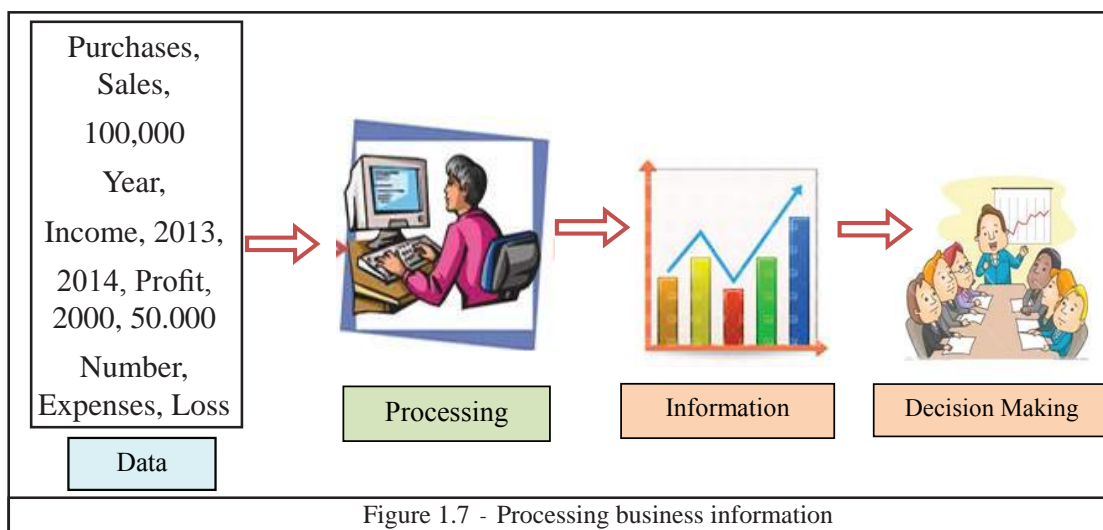 Purchases,
Sales,
100,000
Year,
Income, 2013,
2014, Profit,
2000, 50.000
Number,
Expenses, Loss
Data
Processing
Information
Decision Making
Figure 1.7 - Processing business information